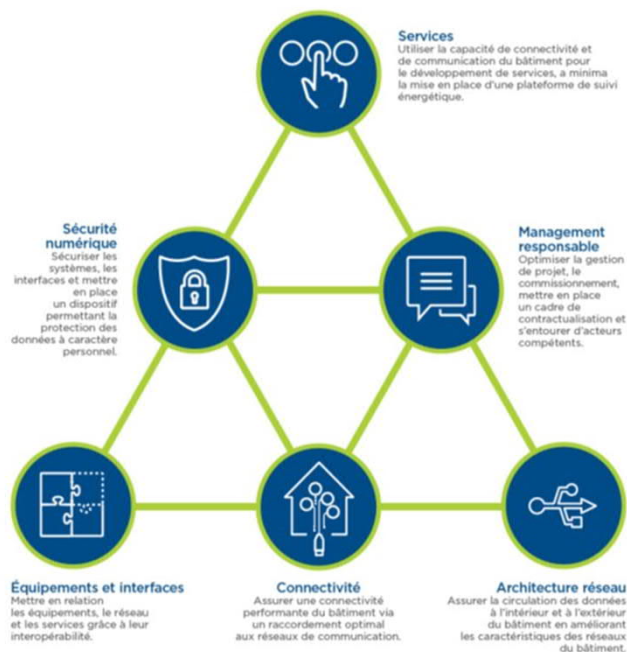 Services
Utiliser la capacité de connectivité et
de communication du bâtiment pour
le développement de services, a minima
la mise en place d'une plateforme de suivi
énergétique.
Sécurité
numérique
Sécuriser les
systèmes, les
interfaces et mettre
en place
un dispositif
permettant la
protection des
données à caractère
personnel.
Management
responsable
Optimiser la gestion
de projet, le
commissionnement,
mettre en place
un cadre de
contractualisation et
s'entourer d'acteurs
compétents.
Équipements et interfaces
Mettre en relation
les équipements, le réseau
et les services grâce à leur
interopérabilité.
Connectivité
Assurer une connectivité
performante du bâtiment via
un raccordement optimal
aux réseaux de communication.
Architecture réseau
Assurer la circulation des données
à l'intérieur et à l'extérieur
du bâtiment en améliorant
les caractéristiques des réseaux
du bâtiment.